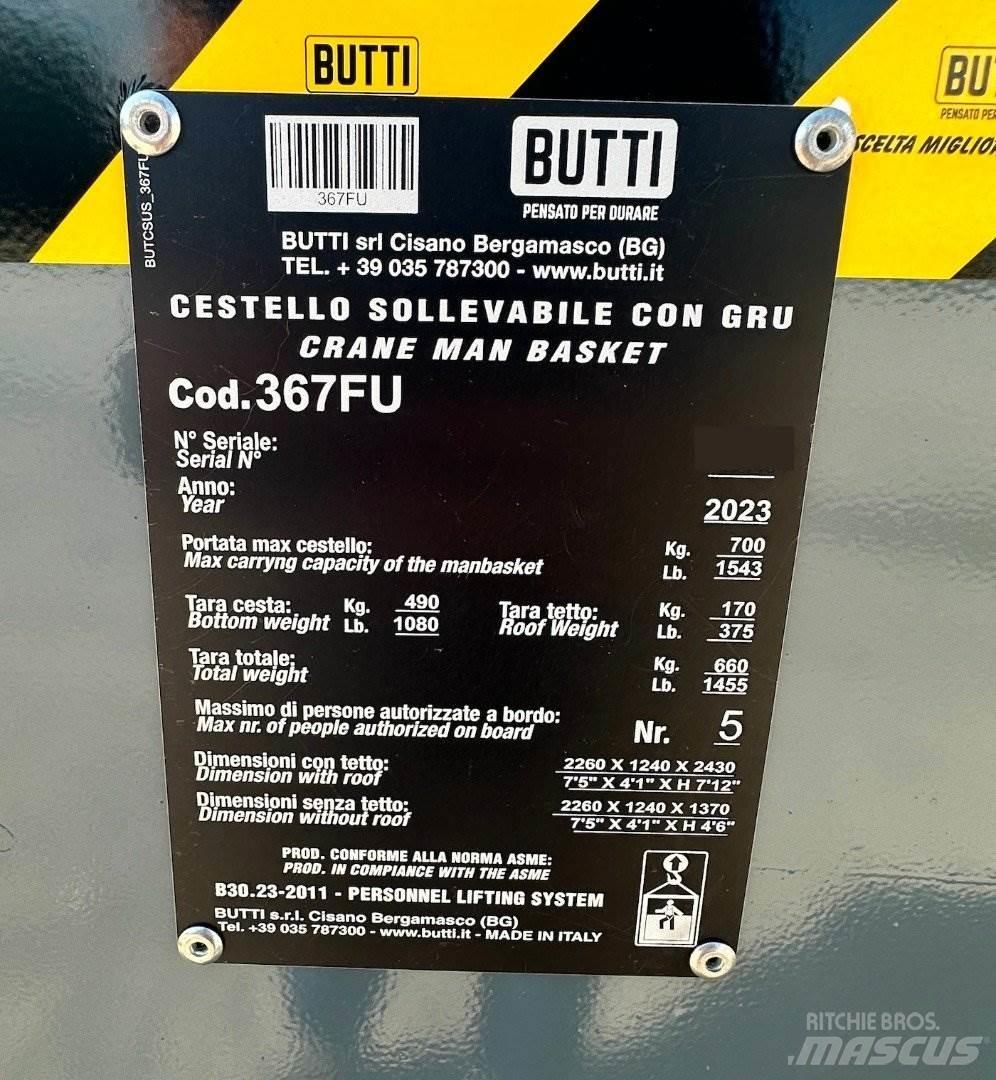 BUTTI
BU
PENSATO PE
SCELTA MIGLIO
BUTCSUS_367FU
367FU
BUTTI
PENSATO PER DURARE
BUTTI srl Cisano Bergamasco (BG)
TEL. + 39 035 787300 - www.butti.it
CESTELLO SOLLEVABILE CON GRU
CRANE MAN BASKET
Cod.367FU
N° Seriale:
Serial N°
Anno:
Year 2023
Portata max cestello: Kg. 700
Max carryng capacity of the manbasket Lb. 1543
Tara cesta: Kg. 490 Tara tetto: Kg. 170
Bottom weight Lb. 1080 Roof Weight Lb. 375
Tara totale: Kg. 660
Total weight Lb. 1455
Massimo di persone autorizzate a bordo:
Max nr. of people authorized on board Nr. 5
Dimensioni con tetto: 2260 X 1240 X 2430
Dimension with roof 7'5" X 4'1" X H 7'12"
Dimensioni senza tetto: 2260 X 1240 X 1370
Dimension without roof 7'5" X 4'1" X H 4'6"
PROD. CONFORME ALLA NORMA ASME:
PROD. IN COMPLIANCE WITH THE ASME
B30.23-2011 - PERSONNEL LIFTING SYSTEM
BUTTI s.r.l. Cisano Bergamasco (BG)
Tel. +39 035 787300 - www.butti.it - MADE IN ITALY
RITCHIE BROS.
MASCUS